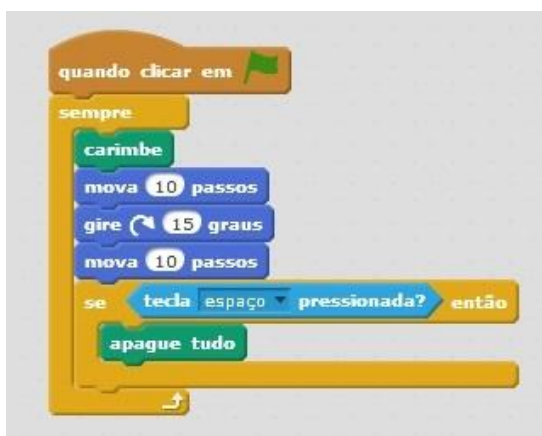 quando clicar em
sempre
carimbe
mova 10 passos
gire 15 graus
mova 10 passos
se tecla espaço pressionada? então
apague tudo